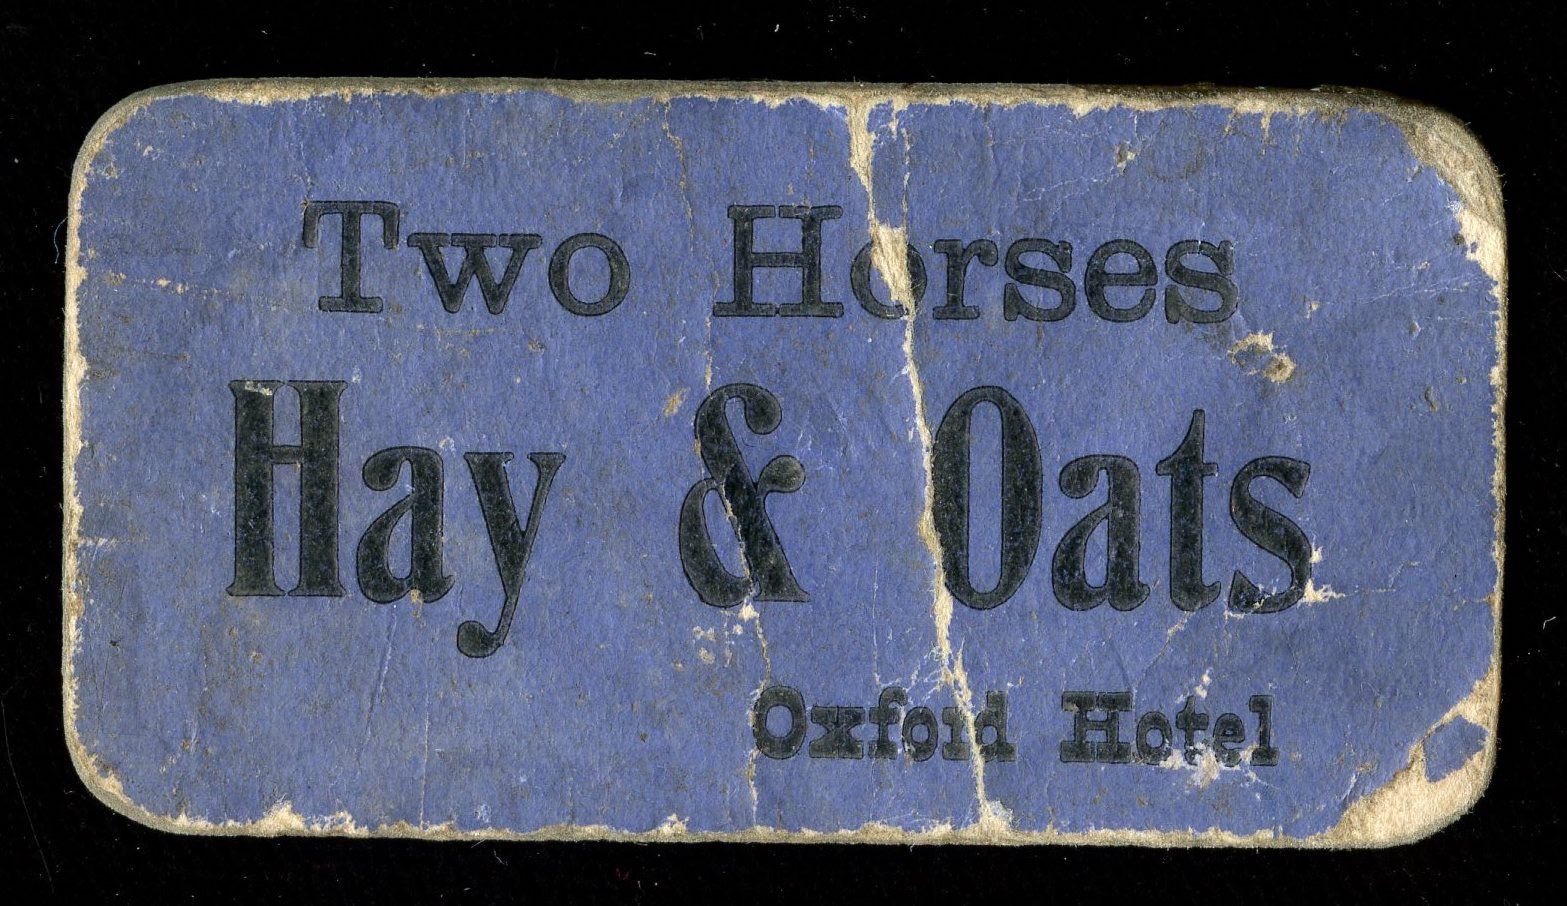 Two Horses
Hay & Oats
Oxford Hotel